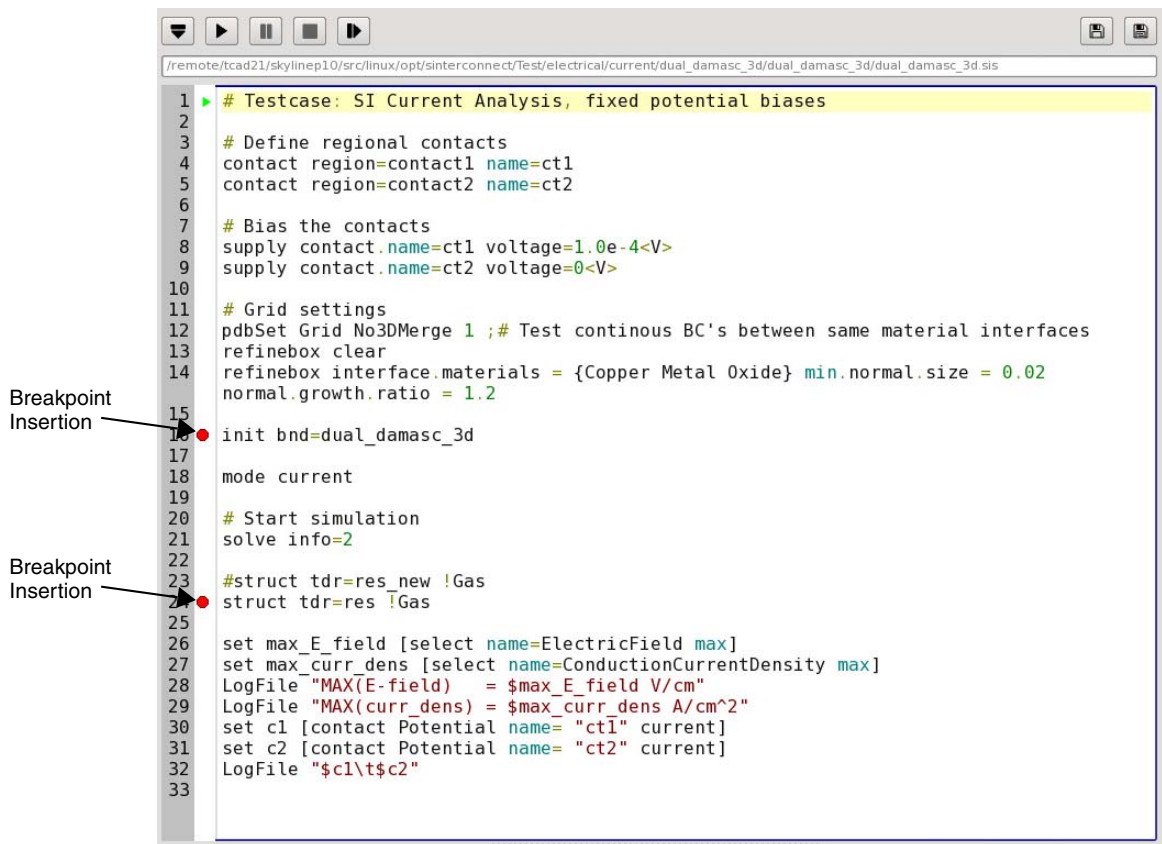 /remote/tcad21/skylinep10/src/linux/opt/sinterconnect/Test/electrical/current/dual_damasc_3d/dual_damasc_3d/dual_damasc_3d.sis
1 # Testcase: SI Current Analysis, fixed potential biases
2
3 # Define regional contacts
4 contact region=contact1 name=ct1
5 contact region=contact2 name=ct2
6
7 # Bias the contacts
8 supply contact.name=ct1 voltage=1.0e-4<V>
9 supply contact.name=ct2 voltage=0<V>
10
11 # Grid settings
12 pdbSet Grid No3DMerge 1 ;# Test continous BC's between same material interfaces
13 refinebox clear
14 refinebox interface.materials = {Copper Metal Oxide} min.normal.size = 0.02
normal.growth.ratio = 1.2
Breakpoint
Insertion
15
16 init bnd=dual_damasc_3d
17
18 mode current
19
20 # Start simulation
21 solve info=2
22
Breakpoint
Insertion
23 #struct tdr=res_new !Gas
24 struct tdr=res !Gas
25
26 set max_E_field [select name=ElectricField max]
27 set max_curr_dens [select name=ConductionCurrentDensity max]
28 LogFile "MAX(E-field)   = $max_E_field V/cm"
29 LogFile "MAX(curr_dens) = $max_curr_dens A/cm^2"
30 set c1 [contact Potential name= "ct1" current]
31 set c2 [contact Potential name= "ct2" current]
32 LogFile "$c1\t$c2"
33